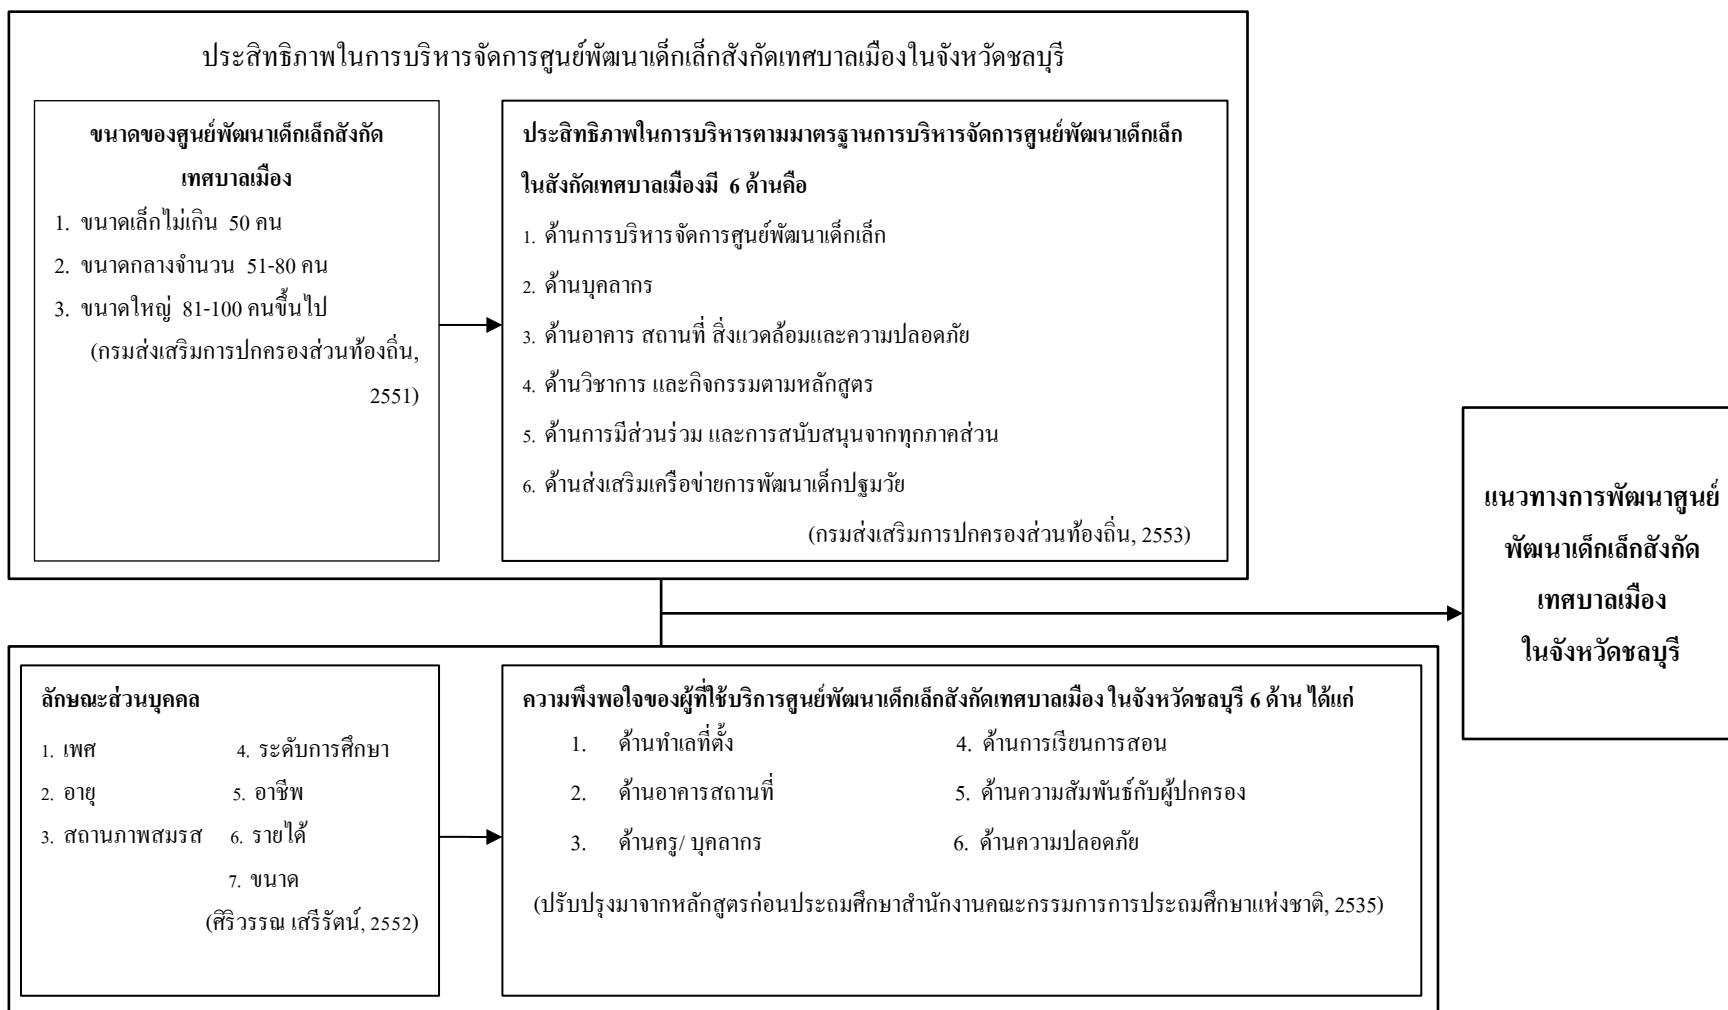 ประสิทธิภาพในการบริหารจัดการศูนย์พัฒนาเด็กเล็กสังกัดเทศบาลเมืองในจังหวัดชลบุรี
ขนาดของศูนย์พัฒนาเด็กเล็กสังกัด
เทศบาลเมือง
1. ขนาดเล็กไม่เกิน 50 คน
2. ขนาดกลางจำนวน 51-80 คน
3. ขนาดใหญ่ 81-100 คนขึ้นไป
(กรมส่งเสริมการปกครองส่วนท้องถิ่น,
2551)
ประสิทธิภาพในการบริหารตามมาตรฐานการบริหารจัดการศูนย์พัฒนาเด็กเล็ก
ในสังกัดเทศบาลเมืองมี 6 ด้านคือ
1. ด้านการบริหารจัดการศูนย์พัฒนาเด็กเล็ก
2. ด้านบุคลากร
3. ด้านอาคาร สถานที่ สิ่งแวดล้อมและความปลอดภัย
4. ด้านวิชาการ และกิจกรรมตามหลักสูตร
5. ด้านการมีส่วนร่วม และการสนับสนุนจากทุกภาคส่วน
6. ด้านส่งเสริมเครือข่ายการพัฒนาเด็กปฐมวัย
(กรมส่งเสริมการปกครองส่วนท้องถิ่น, 2553)
แนวทางการพัฒนาศูนย์
พัฒนาเด็กเล็กสังกัด
เทศบาลเมือง
ในจังหวัดชลบุรี
ลักษณะส่วนบุคคล
1. เพศ
2. อายุ
3. สถานภาพสมรส
4. ระดับการศึกษา
5. อาชีพ
6. รายได้
7. ขนาด
(ศิริวรรณ เสรีรัตน์, 2552)
ความพึงพอใจของผู้ที่ใช้บริการศูนย์พัฒนาเด็กเล็กสังกัดเทศบาลเมือง ในจังหวัดชลบุรี 6 ด้าน ได้แก่
1. ด้านทำเลที่ตั้ง
2. ด้านอาคารสถานที่
3. ด้านครู/ บุคลากร
4. ด้านการเรียนการสอน
5. ด้านความสัมพันธ์กับผู้ปกครอง
6. ด้านความปลอดภัย
(ปรับปรุงมาจากหลักสูตรก่อนประถมศึกษาสำนักงานคณะกรรมการการประถมศึกษาแห่งชาติ, 2535)